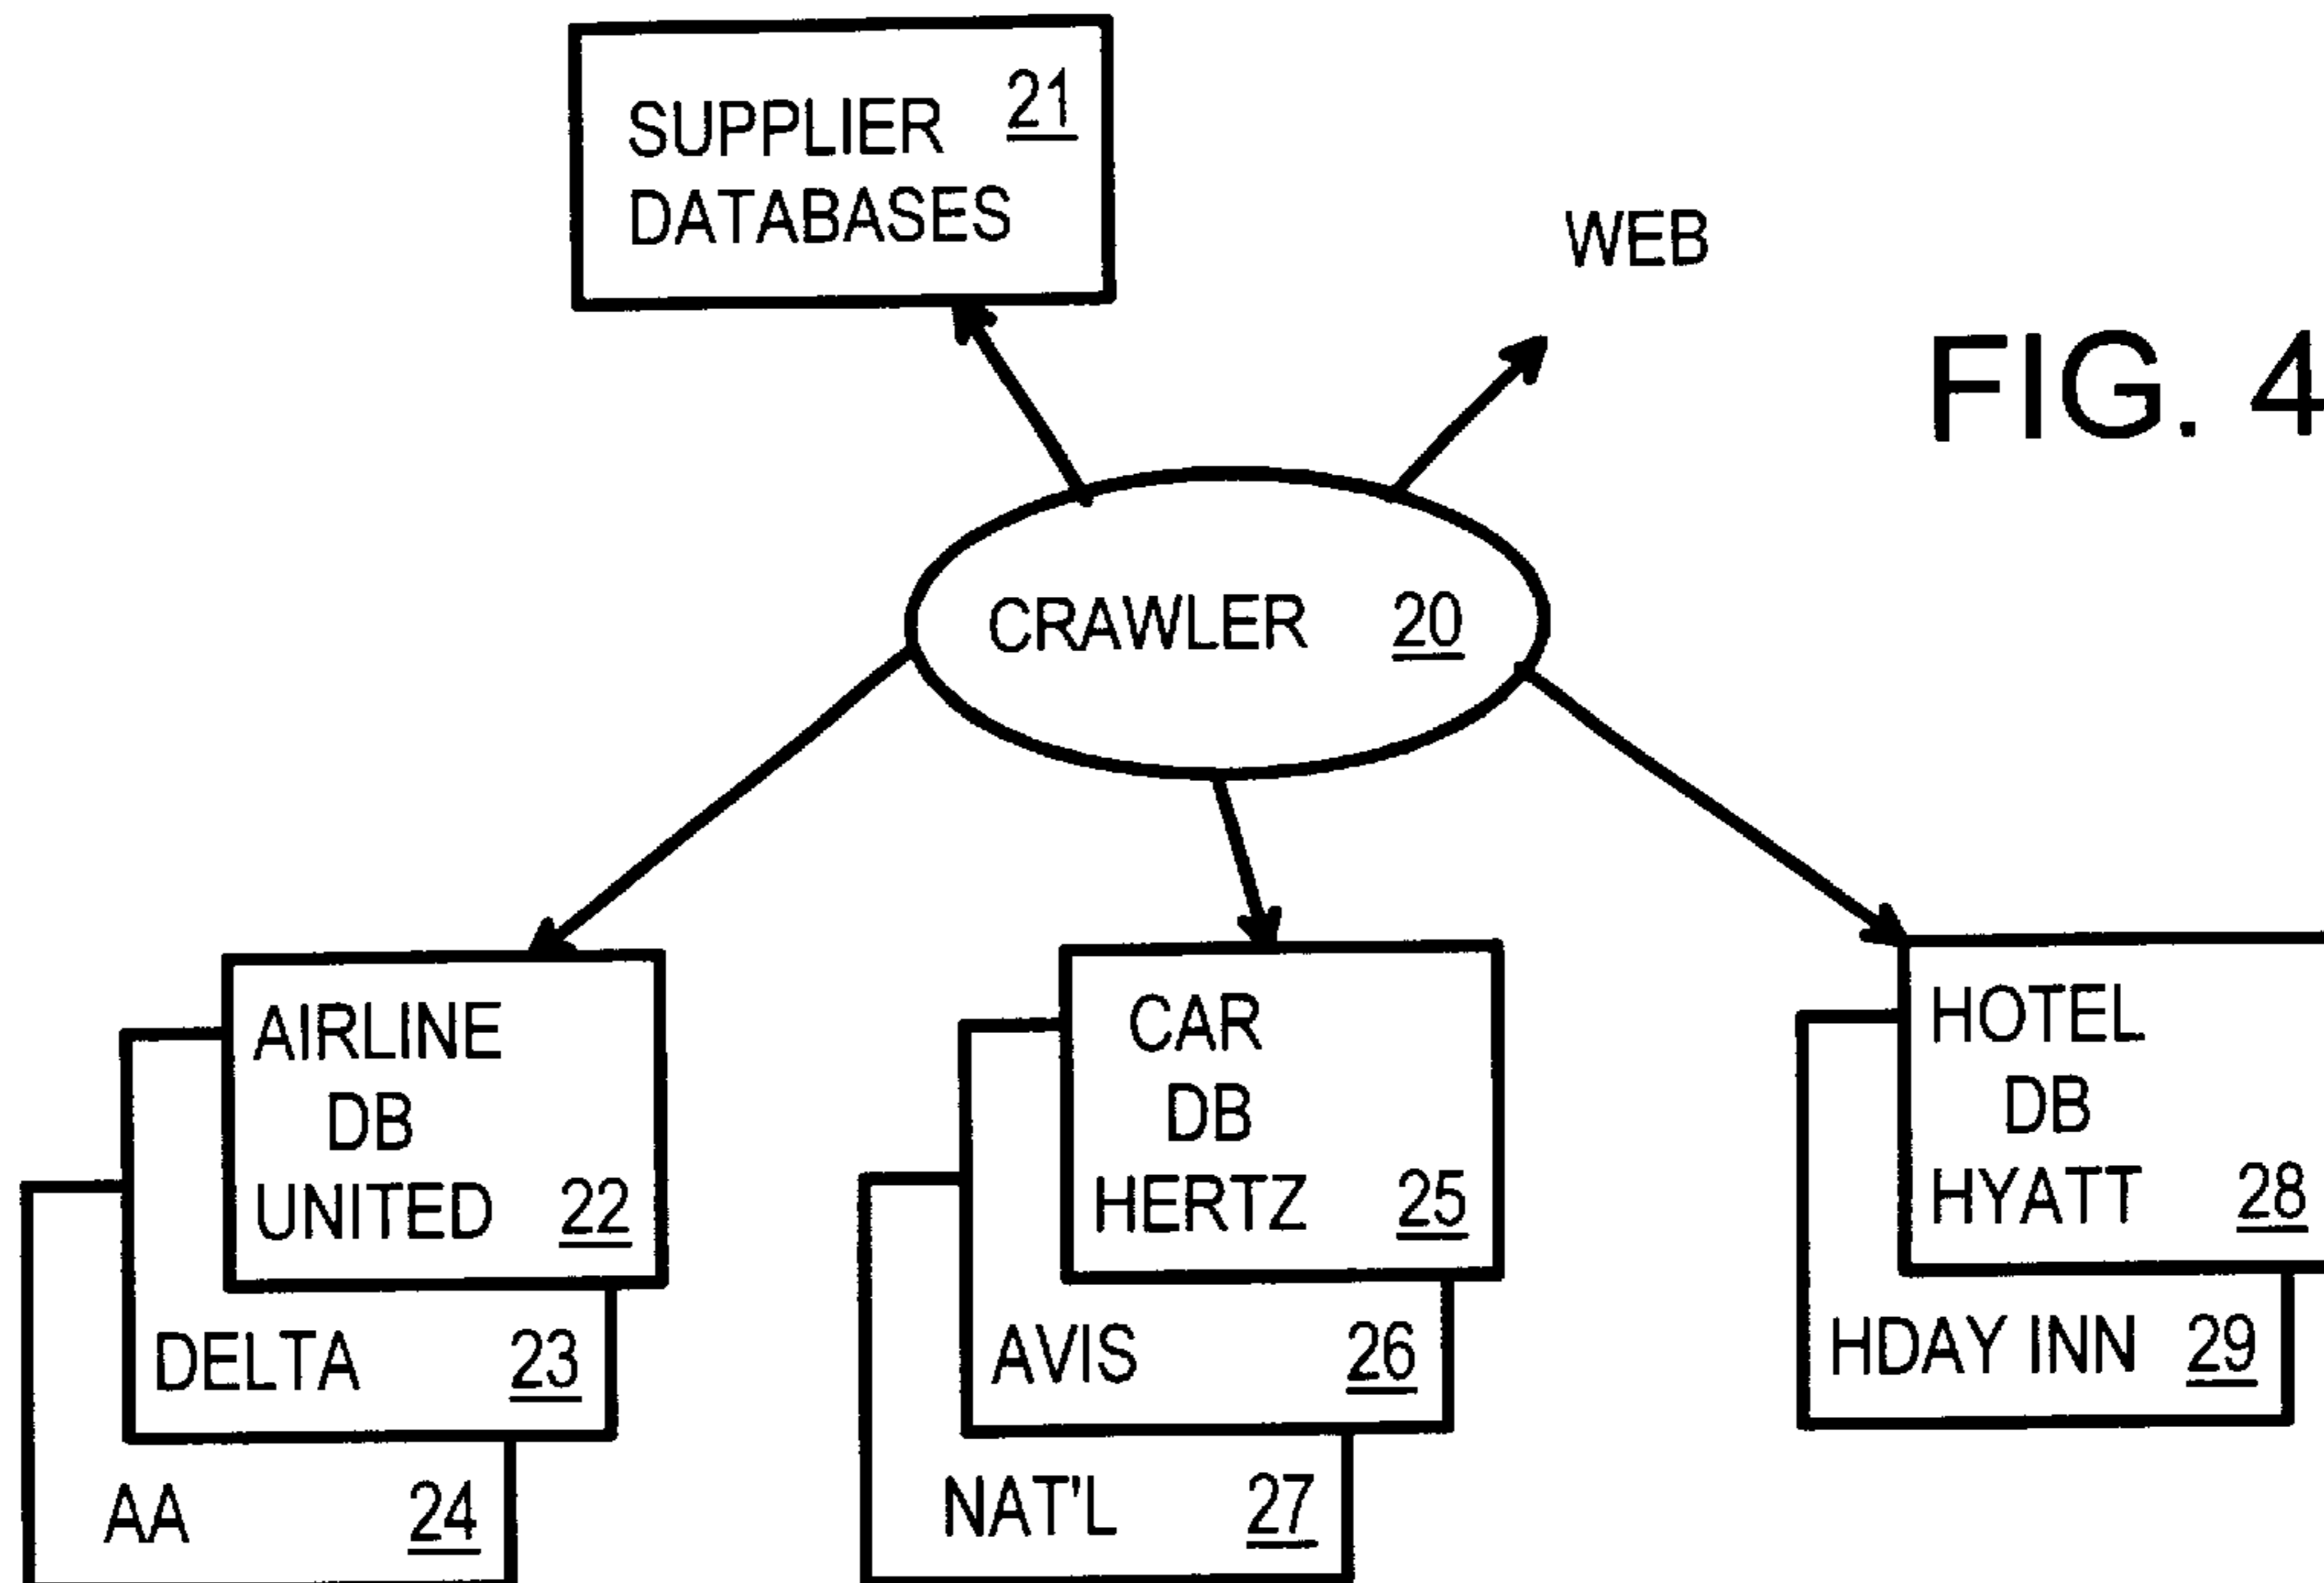 SUPPLIER 21
DATABASES
WEB
FIG. 4
CRAWLER 20
AIRLINE
DB
UNITED 22
DELTA 23
AA 24
CAR
DB
HERTZ 25
AVIS 26
NAT'L 27
HOTEL
DB
HYATT 28
HDAY INN 29